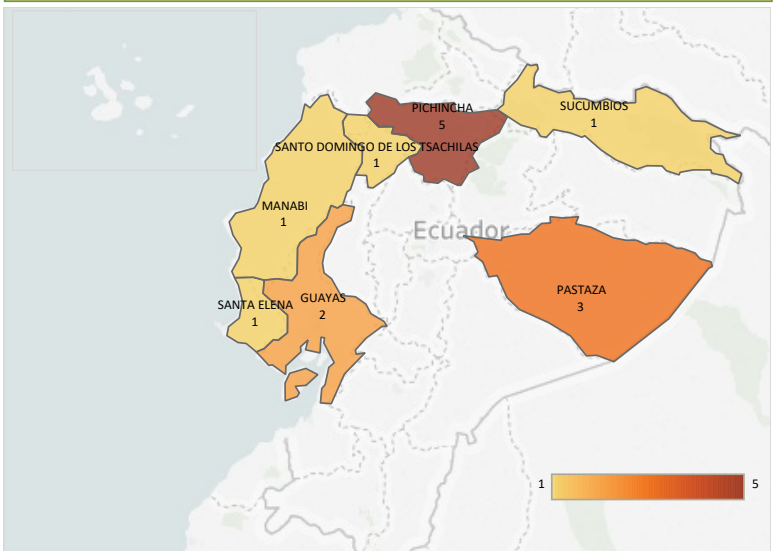 PICHINCHA
5
SUCUMBIOS
1
SANTO DOMINGO DE LOS TSACHILAS
1
MANABI
1
Ecuador
PASTAZA
3
SANTA ELENA
1
GUAYAS
2
1
5